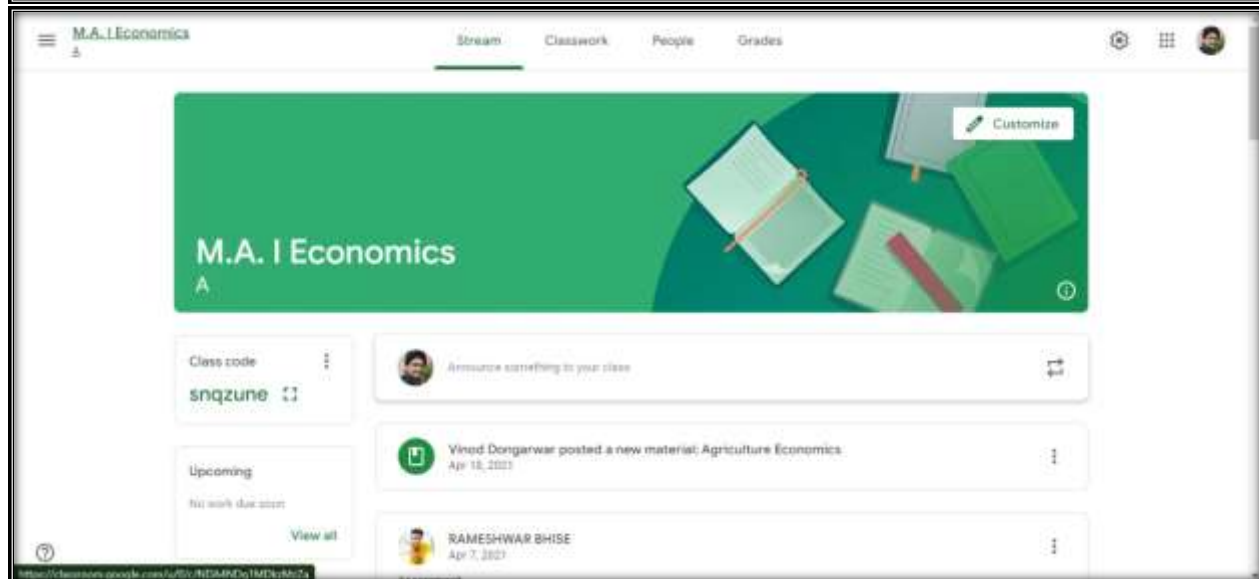 M.A. I Economics
A
Stream Classwork People Grades
Customize
M.A. I Economics
A
Class code
snqzune
Announce something to your class
Vinod Dongarwar posted a new material: Agriculture Economics
Apr 18, 2021
Upcoming
No work due soon
View all
RAMESHWAR BHISE
Apr 7, 2021